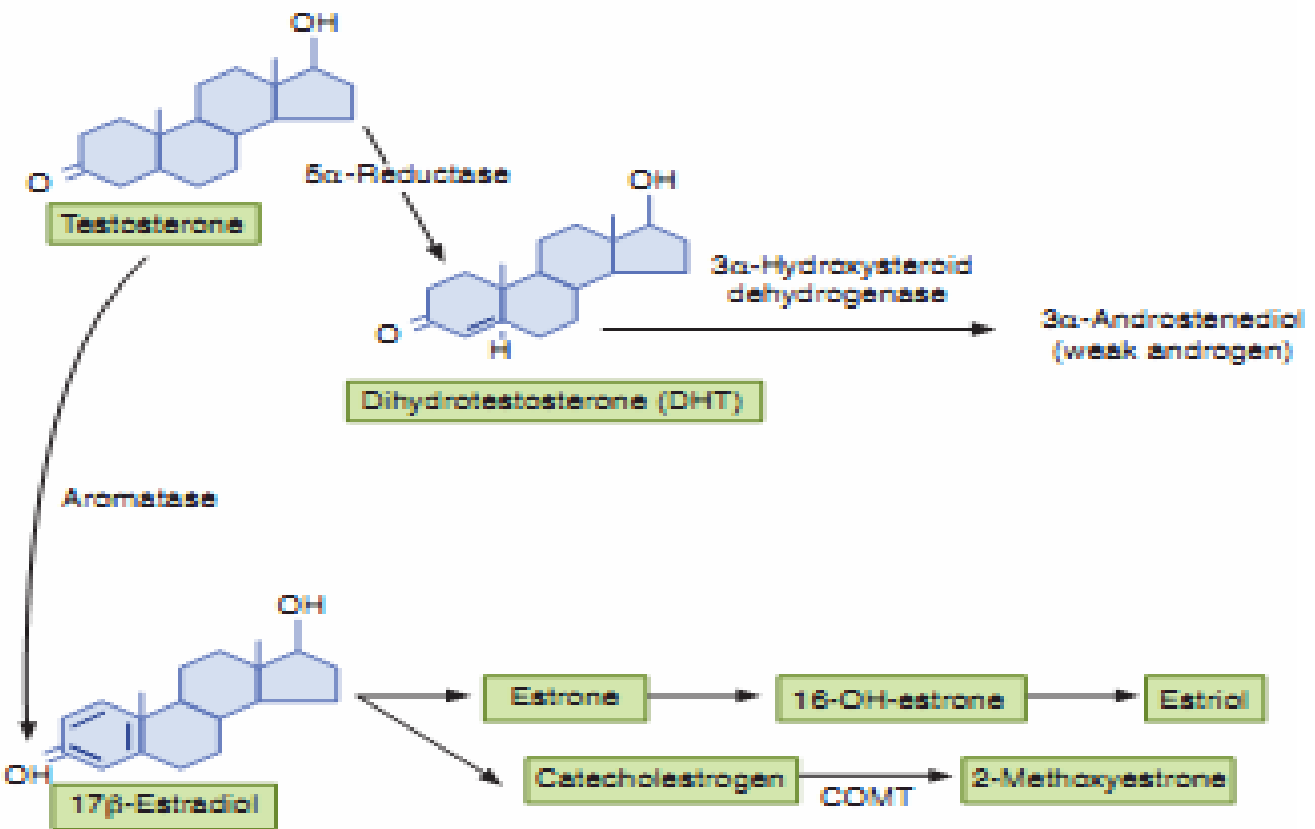 OH
O
Testosterone
5α-Reductase
OH
O
H
Dihydrotestosterone (DHT)
3α-Hydroxysteroid
dehydrogenase
3α-Androstenediol
(weak androgen)
Aromatase
OH
OH
17β-Estradiol
Estrone
16-OH-estrone
Estriol
Catecholestrogen
COMT
2-Methoxyestrone